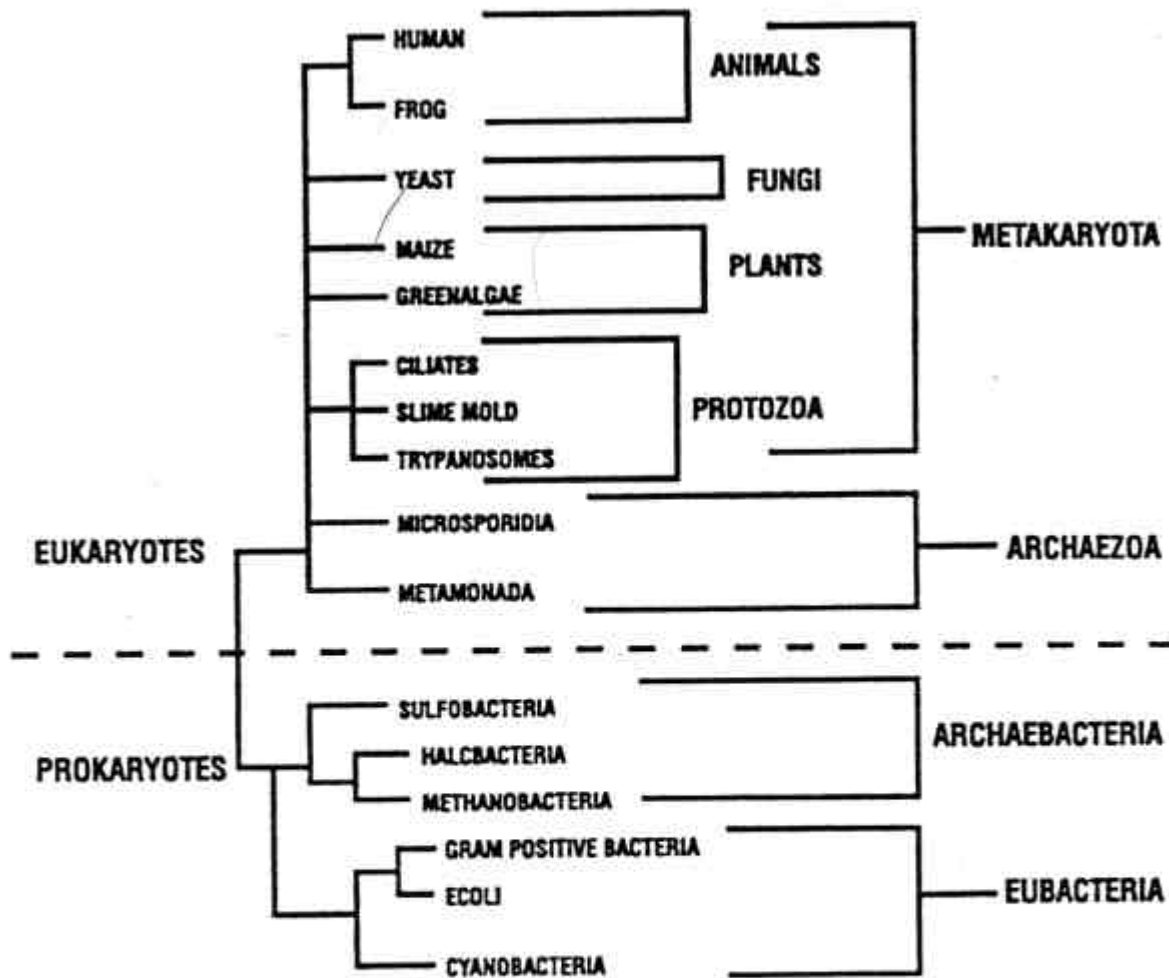 HUMAN
ANIMALS
FROG
YEAST
FUNGI
METAKARYOTA
MAIZE
PLANTS
GREENALGAE
CILIATES
SLIME MOLD
PROTOZOA
TRYPANOSOMES
MICROSPORIDIA
EUKARYOTES
ARCHAEZOA
METAMONADA
SULFOBACTERIA
ARCHAEBACTERIA
HALCBACTERIA
PROKARYOTES
METHANOBACTERIA
GRAM POSITIVE BACTERIA
ECOLI
EUBACTERIA
CYANOBACTERIA